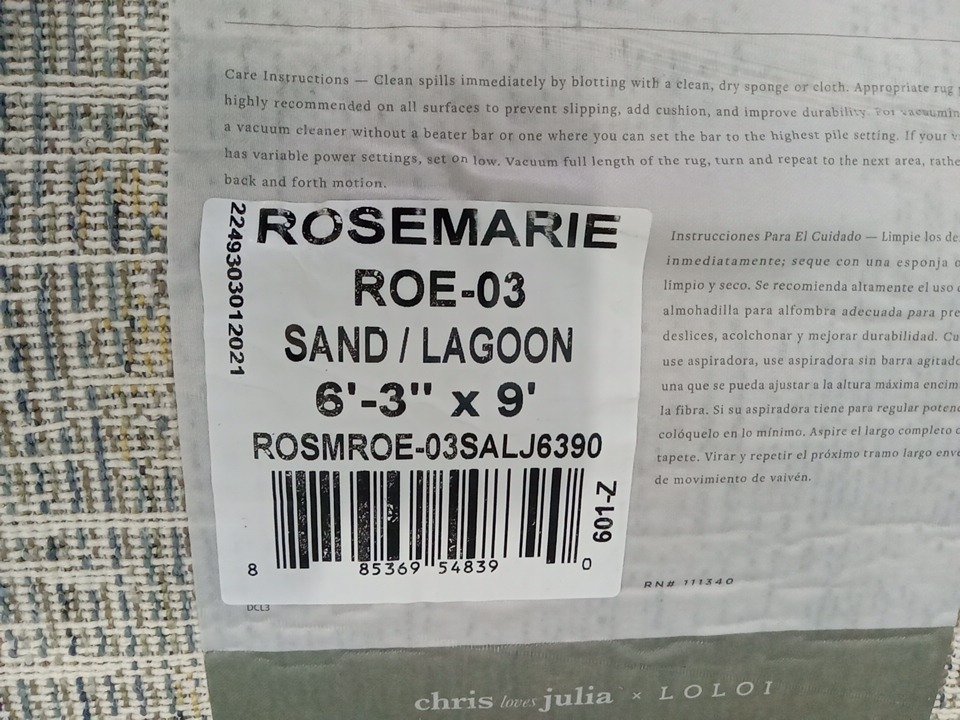 Care Instructions — Clean spills immediately by blotting with a clean, dry sponge or cloth. Appropriate rug
highly recommended on all surfaces to prevent slipping, add cushion, and improve durability. For vacuumin
a vacuum cleaner without a beater bar or one where you can set the bar to the highest pile setting. If your
has variable power settings, set on low. Vacuum full length of the rug, turn and repeat to the next area, rathe
back and forth motion.
2249303012021
ROSEMARIE
ROE-03
SAND / LAGOON
6'-3" x 9'
ROSMROE-03SALJ6390
601-Z
8 85369 54839 0
DCL3
Instrucciones Para El Cuidado — Limpie los de
inmediatamente; seque con una esponja o
limpio y seco. Se recomienda altamente el uso
almohadilla para alfombra adecuada para pre
deslices, acolchonar y mejorar durabilidad. Cu
use aspiradora, use aspiradora sin barra agitado
una que se pueda ajustar a la altura máxima encim
la fibra. Si su aspiradora tiene para regular poten
colóquelo en lo mínimo. Aspire el largo completo
tapete. Virar y repetir el próximo tramo largo enve
de movimiento de vaivén.
RN# 111340
chris loves julia × LOLOI